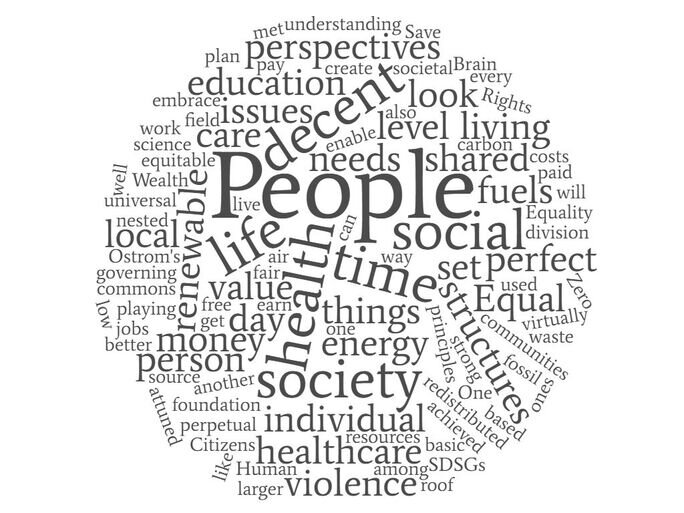 met
understanding
Save
perspectives
plan
pay
create
societal
Brain
education
decent
look
every
embrace
issues
also
Rights
field
work
care
enable
level
living
science
carbon
equitable
needs
shared
costs
well
Wealth
People
fuels
paid
will
universal
renewable
live
nested
life
can
social
Equality
local
division
Ostrom's
air
way
governing
health
time
set
perfect
commons
fair
value
used
Zero
playing
free
earn
structures
Equal
low
get
day
things
virtually
jobs
one
principles
communities
waste
better
money
energy
strong
fossil
person
source
another
society
redistributed
One
ones
attuned
foundation
individual
achieved
based
perpetual
resources
Citizens
healthcare
basic
like
Human
among
SDSGs
larger
violence
roof